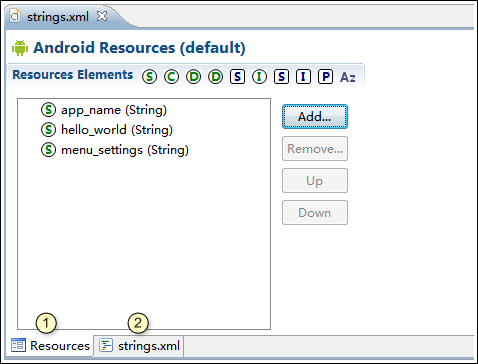 strings.xml
Android Resources (default)
Resources Elements S C D D S I S I P Az
S app_name (String)
S hello_world (String)
S menu_settings (String)
Add...
Remove...
Up
Down
1 2
Resources strings.xml